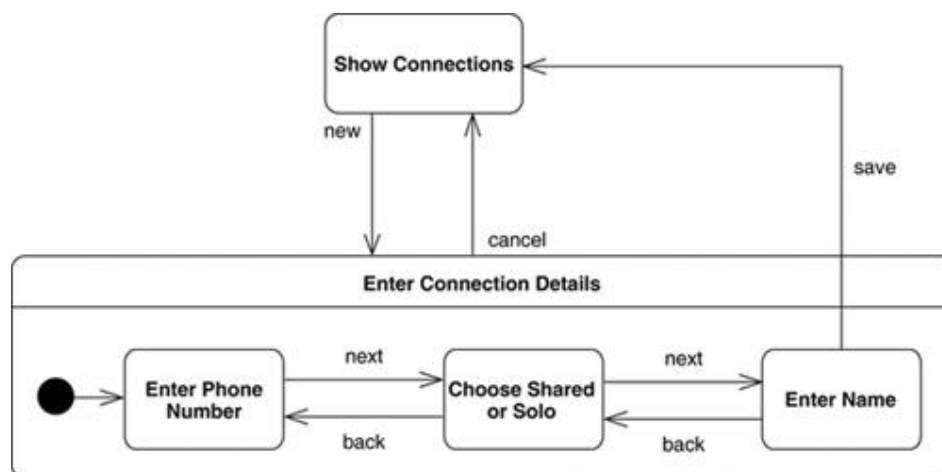 Show Connections
new
save
cancel
Enter Connection Details
next
next
Enter Phone
Number
Choose Shared
or Solo
Enter Name
back
back